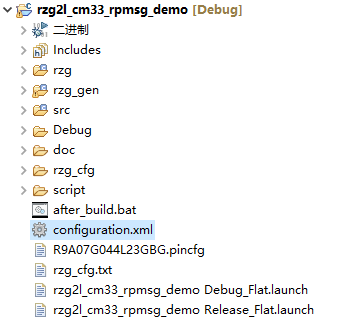 rzg2l_cm33_rpmsg_demo [Debug]
二进制
Includes
rzg
rzg_gen
src
Debug
doc
rzg_cfg
script
after_build.bat
configuration.xml
R9A07G044L23GBG.pincfg
rzg_cfg.txt
rzg2l_cm33_rpmsg_demo Debug_Flat.launch
rzg2l_cm33_rpmsg_demo Release_Flat.launch